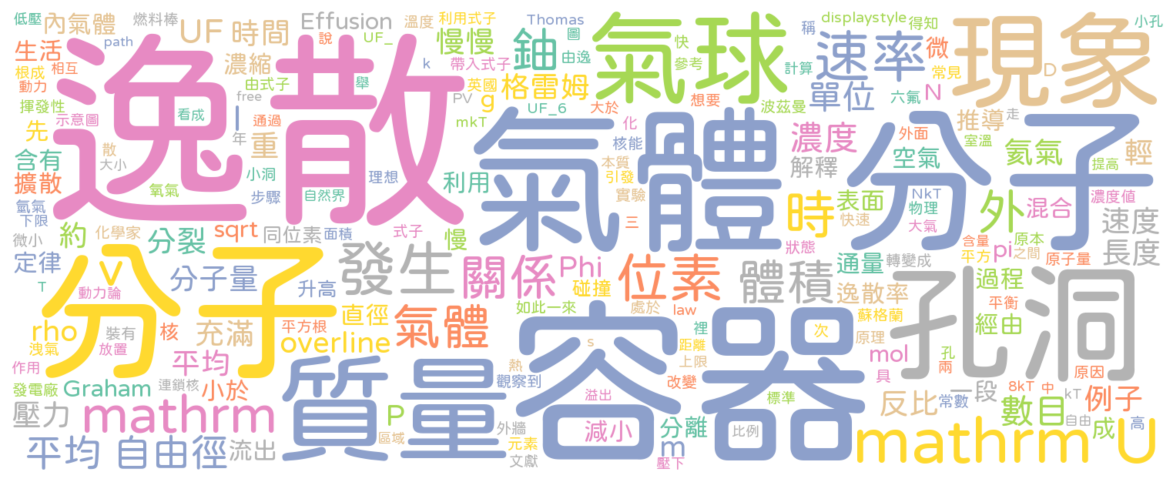 低壓 內氣體 燃料棒 UF 時間 Effusion 溫度 利用式子 Thomas 圖 displaystyle 得知 小孔
UF_ 慢慢 鈾 由逸 氣球 快 稱 速率 微 現象
生活 path 濃縮 說 k 帶入式子 參考 計算 常見 D
根成 相互 動力 由式子 舉 英國 格雷姆 g 想要 波茲曼 單位 六氟 N
揮發性 free PV UF_6 大於
先 示意圖 看成 通過 逸散 mkT 化 氣體 濃度 外面 推導 走 分子
年 l 重 核能 解釋 空氣 室溫 輕
含有 散 大小 小洞 本質 引發 氦氣 提高
擴散 氧氣 自然界 理想 利用 實驗 時 表面 NkT 物理 外 混合 濃度值
氬氣 下限 步驟 三 快速 大氣 速度
微小 化學家 約 分裂 sqrt 同位素 面積 式子 慢 狀態 含量 原本 之間 長度
定律 V 發生 關係 Phi 位素 體積 通量 轉變成 平方 pi 原子量
T 動力論 分子 分子量 升高 碰撞 過程
如此一來 處於 law 逸散率 平衡 孔洞
rho 裝有 核 充滿 平方根 直徑 氣體 容器 裡 次 蘇格蘭 經由
洩氣 放置 overline s 距離 原理 孔
作用 平均 熱 上限 mol 兩 原因
發電廠 Graham 連鎖核 小於 質量 觀察到 改變 具 8kT 中 kT 例子
壓力 mathrm P 溢出 標準 反比 一段 常數 數目 自由
外牆 減小 分離 比例 成 高
平均 自由徑 流出 區域 元素 文獻 m 壓下 mathrm U